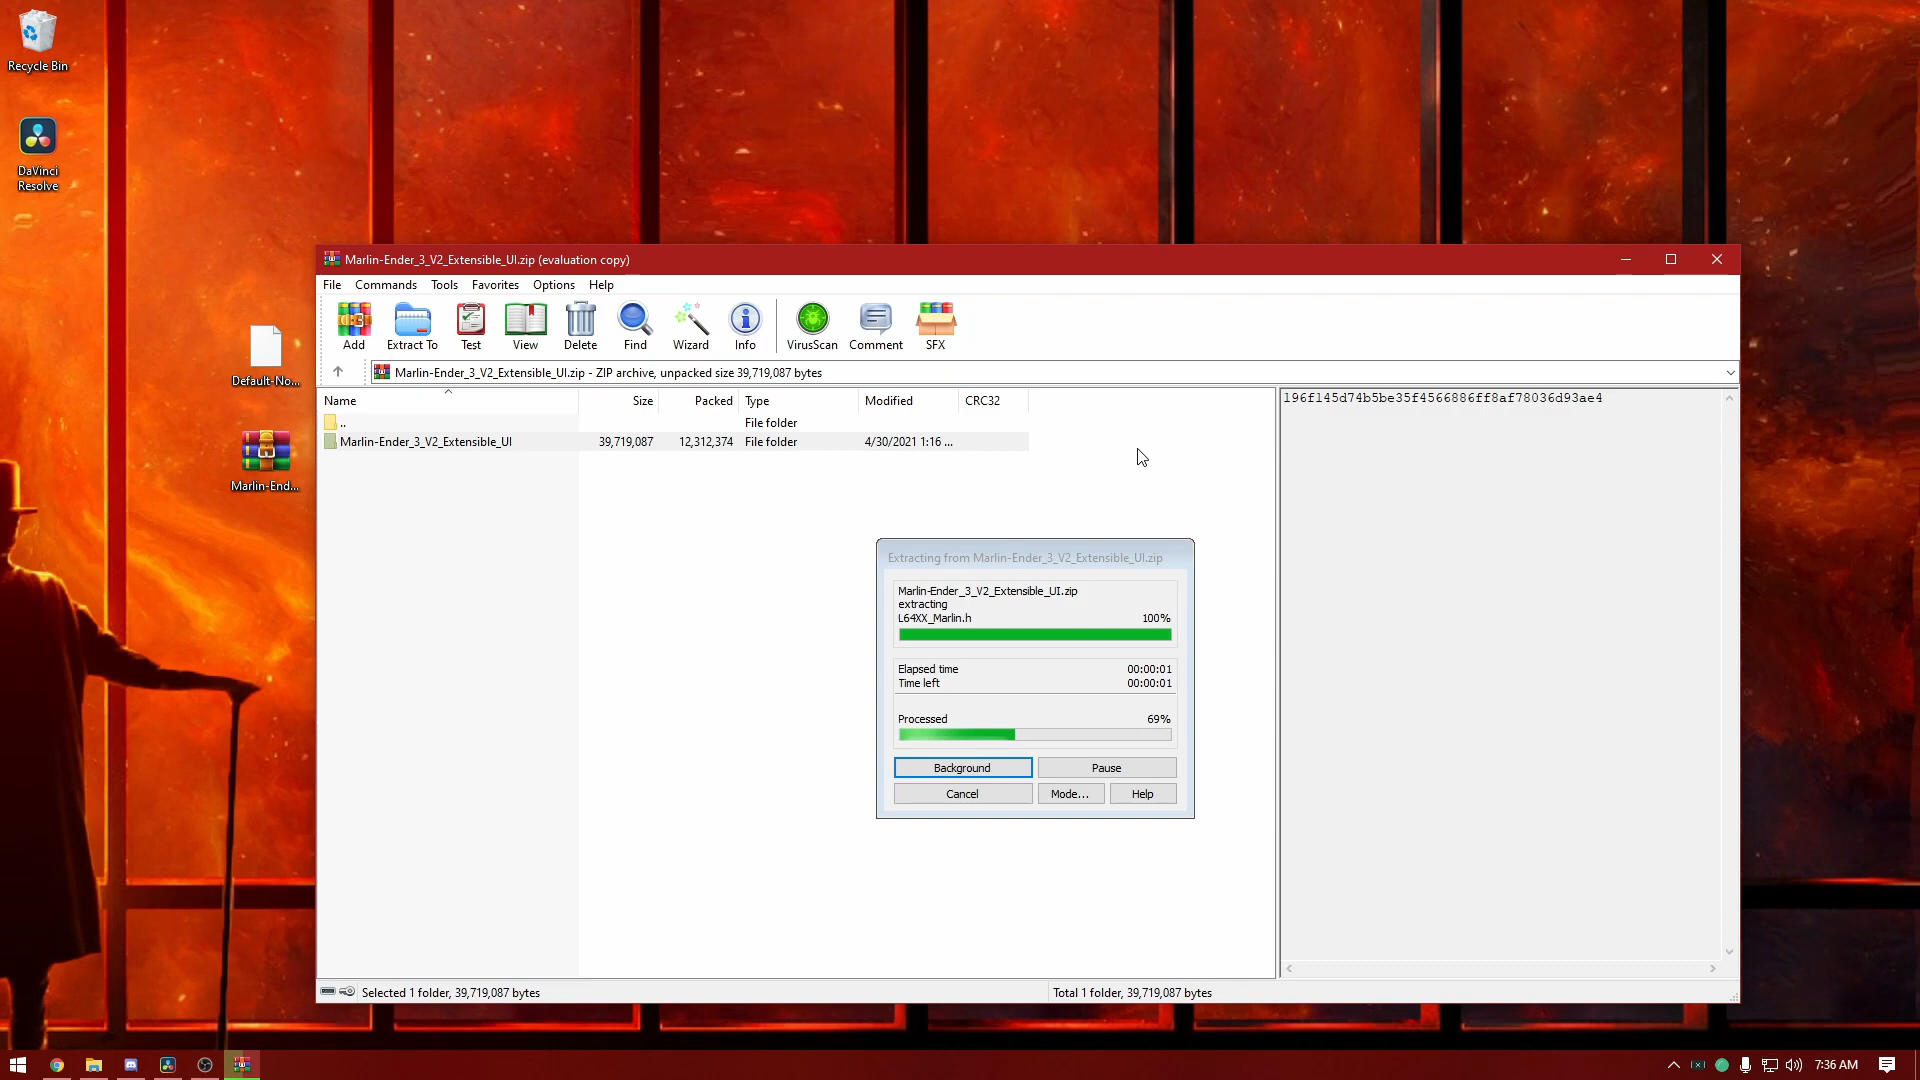 Recycle Bin
DaVinci
Resolve
Default-No...
Marlin-End...
Marlin-Ender_3_V2_Extensible_UI.zip (evaluation copy)
File Commands Tools Favorites Options Help
Add Extract To Test View Delete Find Wizard Info VirusScan Comment SFX
Marlin-Ender_3_V2_Extensible_UI.zip - ZIP archive, unpacked size 39,719,087 bytes
Name Size Packed Type Modified CRC32
.. File folder
Marlin-Ender_3_V2_Extensible_UI 39,719,087 12,312,374 File folder 4/30/2021 1:16 ...
196f145d74b5be35f4566886ff8af78036d93ae4
Extracting from Marlin-Ender_3_V2_Extensible_UI.zip
Marlin-Ender_3_V2_Extensible_UI.zip
extracting
L64XX_Marlin.h 100%
Elapsed time 00:00:01
Time left 00:00:01
Processed 69%
Background Pause
Cancel Mode... Help
Selected 1 folder, 39,719,087 bytes
Total 1 folder, 39,719,087 bytes
7:36 AM